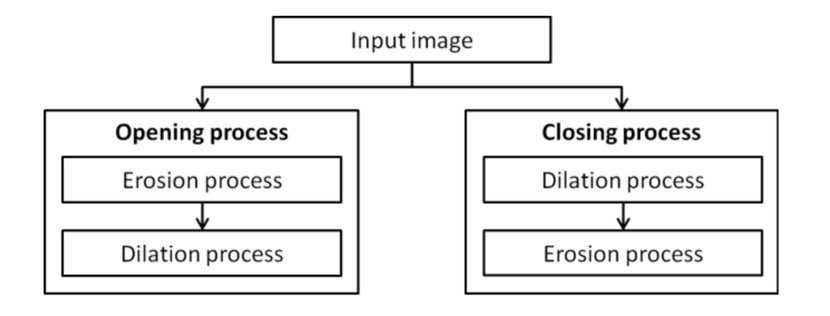 Input image
Opening process
Erosion process
Dilation process
Closing process
Dilation process
Erosion process